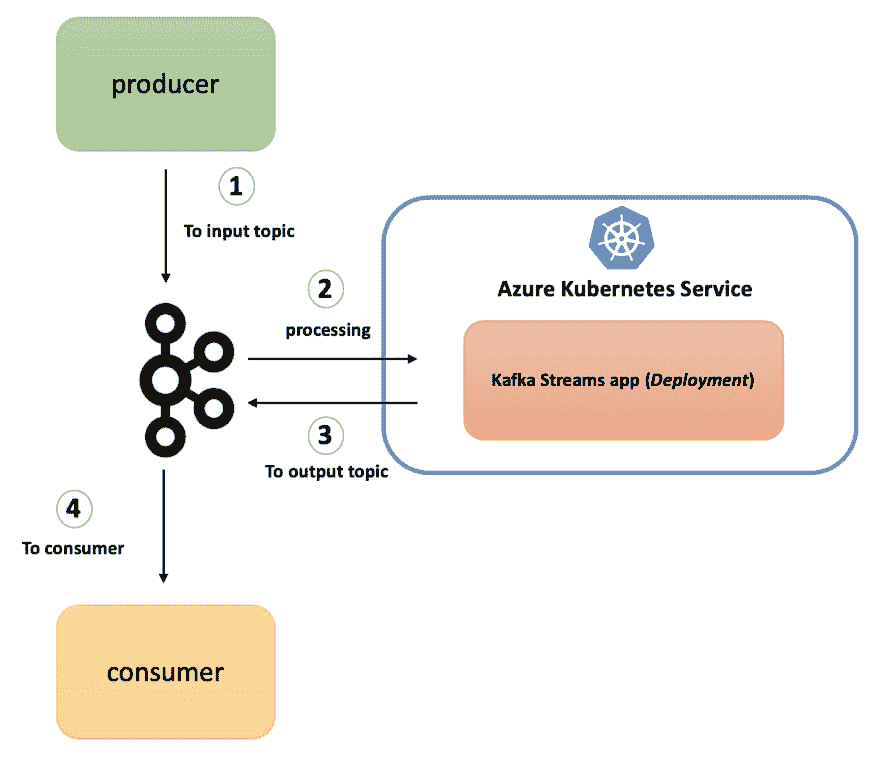 producer
1
To input topic
2
processing
Azure Kubernetes Service
Kafka Streams app (Deployment)
3
To output topic
4
To consumer
consumer